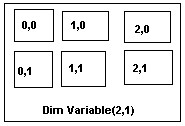 0,0 1,0 2,0
0,1 1,1 2,1
Dim Variable(2,1)